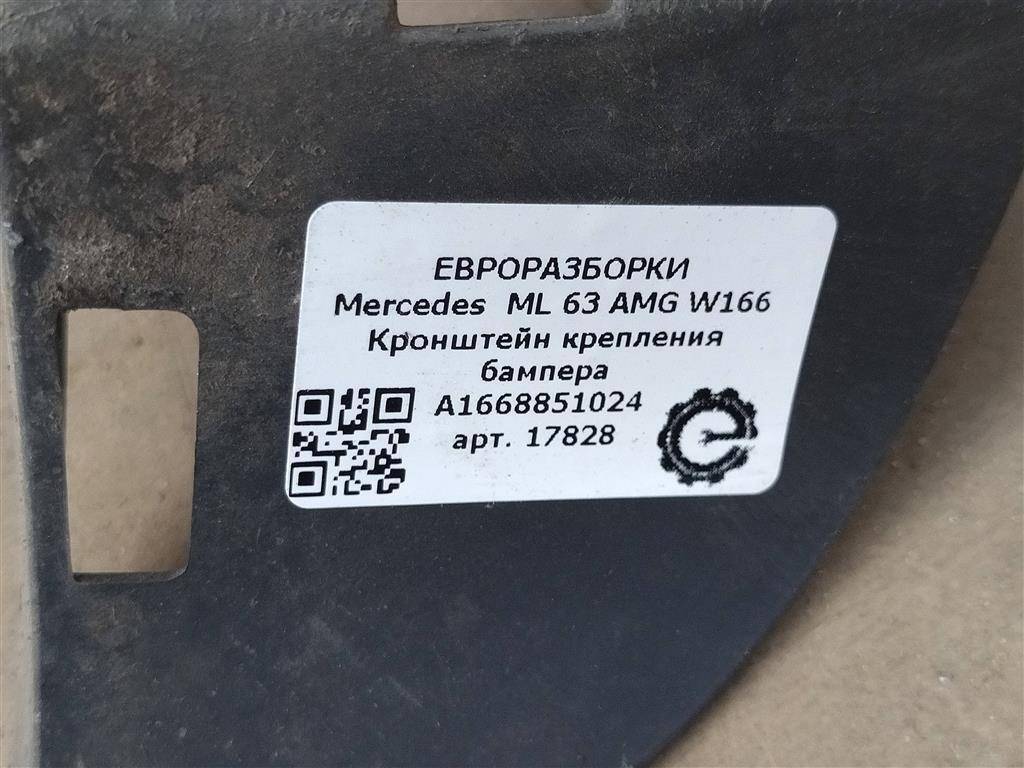 ЕВРОРАЗБОРКИ
Mercedes ML 63 AMG W166
Кронштейн крепления
бампера
A1668851024
арт. 17828